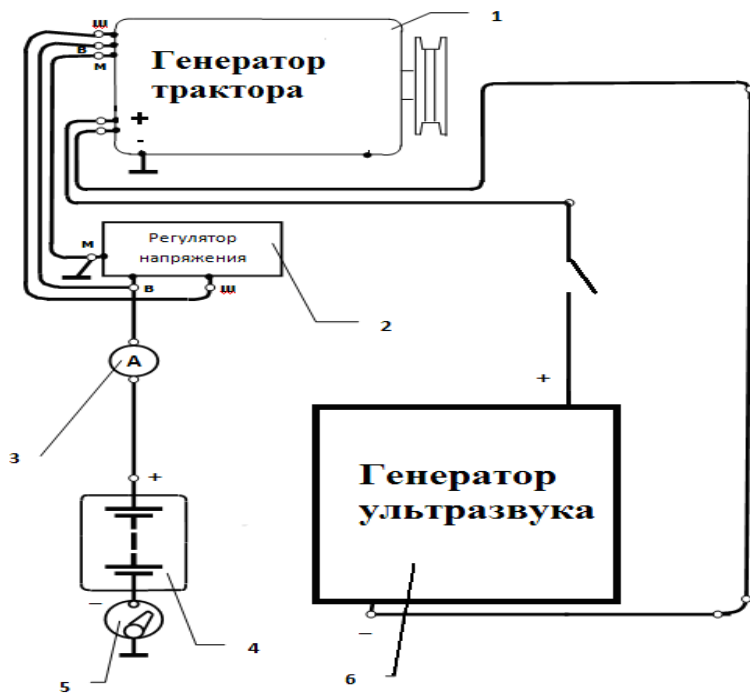 ш
1
в
Генератор
трактора
м
+
-
м
Регулятор
напряжения
в
ш
2
А
3
+
+
Генератор
ультразвука
–
4
–
5
6